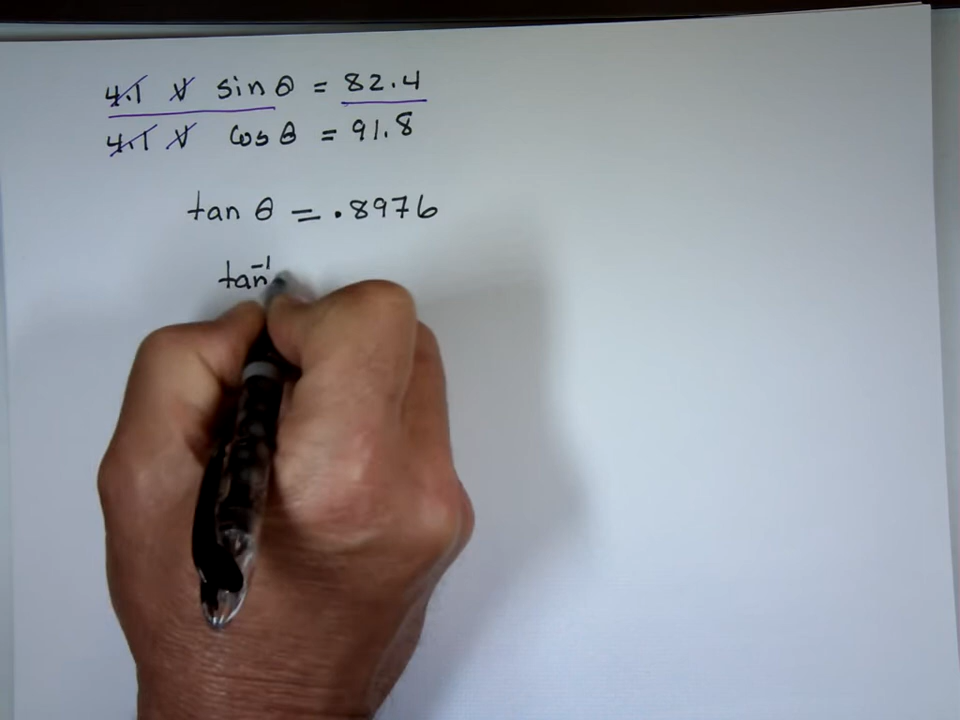 4.1 v sin θ = 82.4
4.1 v cos θ = 91.8
tan θ = .8976
tan⁻¹